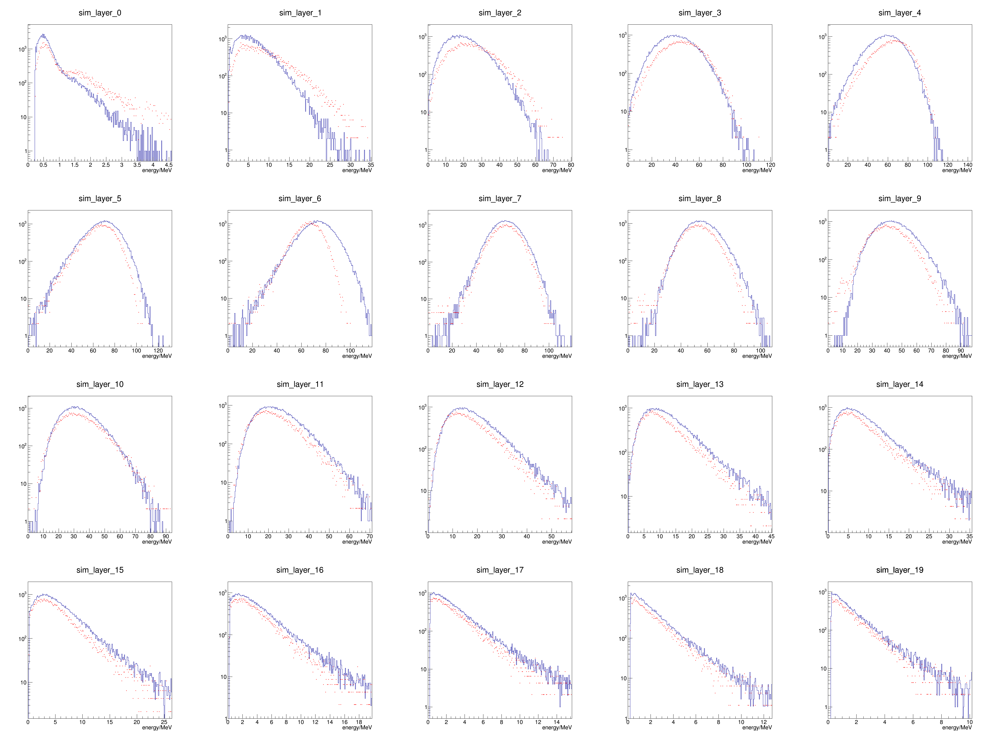 sim_layer_0
10³
10²
10
1
0 0.5 1 1.5 2 2.5 3 3.5 4 4.5
energy/MeV
sim_layer_1
10³
10²
10
1
0 5 10 15 20 25 30 35
energy/MeV
sim_layer_2
10³
10²
10
1
0 10 20 30 40 50 60 70 80
energy/MeV
sim_layer_3
10³
10²
10
1
0 20 40 60 80 100 120
energy/MeV
sim_layer_4
10³
10²
10
1
0 20 40 60 80 100 120 140
energy/MeV
sim_layer_5
10³
10²
10
1
0 20 40 60 80 100 120
energy/MeV
sim_layer_6
10³
10²
10
1
0 20 40 60 80 100
energy/MeV
sim_layer_7
10³
10²
10
1
0 20 40 60 80 100
energy/MeV
sim_layer_8
10³
10²
10
1
0 20 40 60 80 100
energy/MeV
sim_layer_9
10³
10²
10
1
0 10 20 30 40 50 60 70 80 90
energy/MeV
sim_layer_10
10³
10²
10
1
0 10 20 30 40 50 60 70 80 90
energy/MeV
sim_layer_11
10³
10²
10
1
0 10 20 30 40 50 60 70
energy/MeV
sim_layer_12
10³
10²
10
1
0 10 20 30 40 50
energy/MeV
sim_layer_13
10³
10²
10
0 5 10 15 20 25 30 35 40 45
energy/MeV
sim_layer_14
10³
10²
10
1
0 5 10 15 20 25 30 35
energy/MeV
sim_layer_15
10³
10²
10
0 5 10 15 20 25
energy/MeV
sim_layer_16
10³
10²
10
1
0 2 4 6 8 10 12 14 16 18
energy/MeV
sim_layer_17
10³
10²
10
1
0 2 4 6 8 10 12 14
energy/MeV
sim_layer_18
10³
10²
10
1
0 2 4 6 8 10 12
energy/MeV
sim_layer_19
10³
10²
10
1
0 2 4 6 8 10
energy/MeV